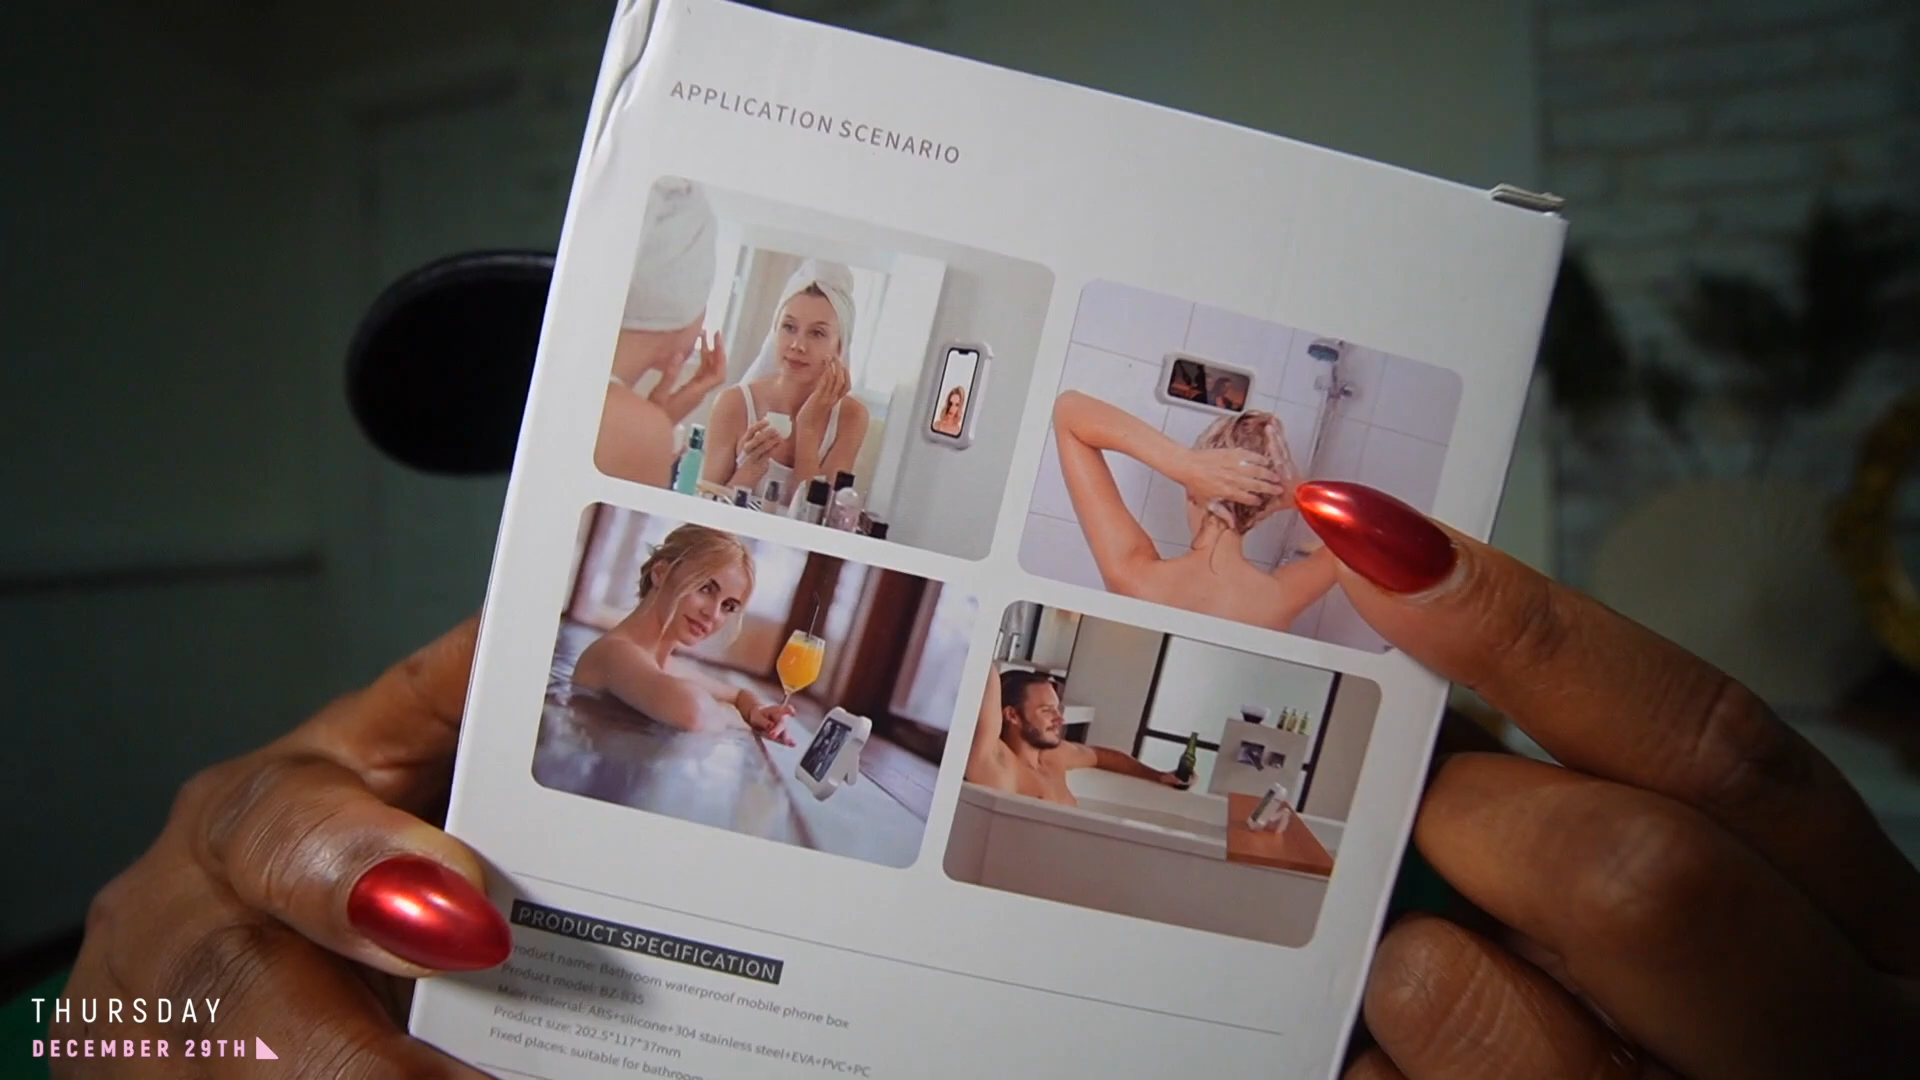 APPLICATION SCENARIO
PRODUCT SPECIFICATION
Product name: Bathroom waterproof mobile phone box
Product model: BZ-B35
Main material: ABS+silicone+304 stainless steel+EVA+PVC+PC
Product size: 202.5*117*37mm
Fixed places: suitable for bathroom
THURSDAY
DECEMBER 29TH